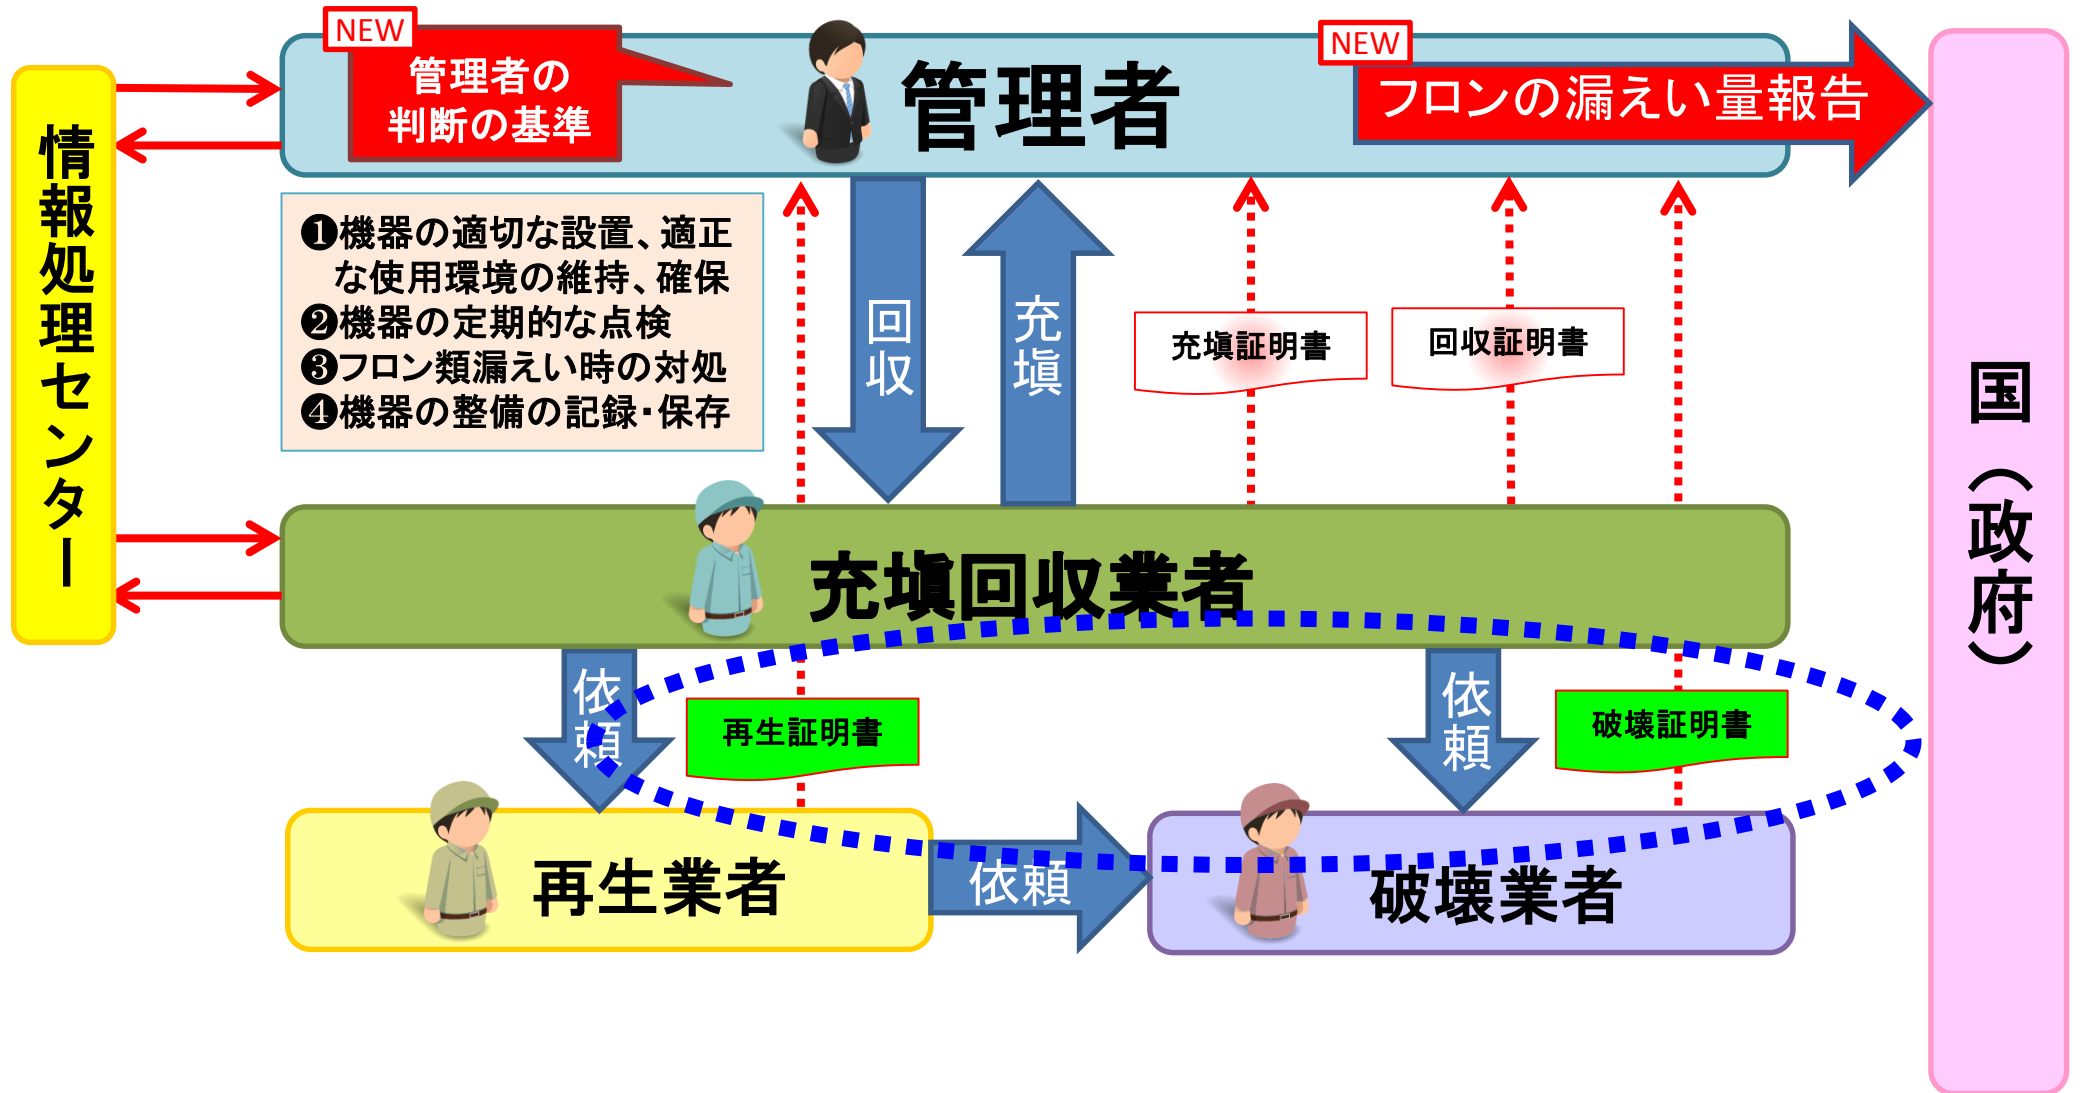 NEW
管理者の
判断の基準
管理者
NEW
フロンの漏えい量報告
情報処理センター
❶機器の適切な設置、適正
な使用環境の維持、確保
❷機器の定期的な点検
❸フロン類漏えい時の対処
❹機器の整備の記録・保存
回収
充塡
充塡証明書
回収証明書
国（政府）
充塡回収業者
依頼
再生証明書
依頼
破壊証明書
再生業者
依頼
破壊業者